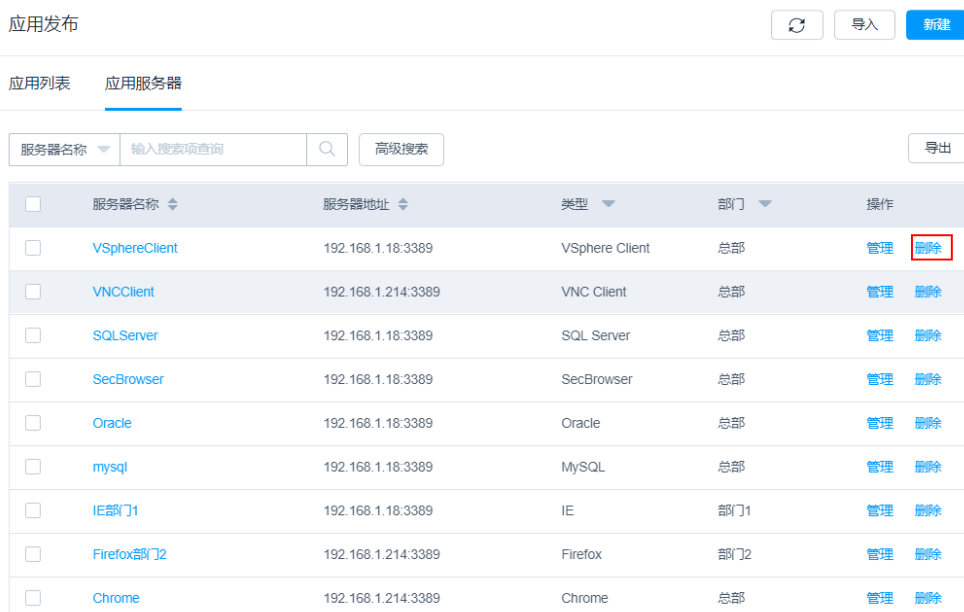 应用发布 导入 新建
应用列表 应用服务器
服务器名称 输入搜索项查询 高级搜索 导出
服务器名称 服务器地址 类型 部门 操作
VSphereClient 192.168.1.18:3389 VSphere Client 总部 管理 删除
VNCClient 192.168.1.214:3389 VNC Client 总部 管理 删除
SQLServer 192.168.1.18:3389 SQL Server 总部 管理 删除
SecBrowser 192.168.1.18:3389 SecBrowser 总部 管理 删除
Oracle 192.168.1.18:3389 Oracle 总部 管理 删除
mysql 192.168.1.18:3389 MySQL 总部 管理 删除
IE部门1 192.168.1.18:3389 IE 部门1 管理 删除
Firefox部门2 192.168.1.214:3389 Firefox 部门2 管理 删除
Chrome 192.168.1.214:3389 Chrome 总部 管理 删除